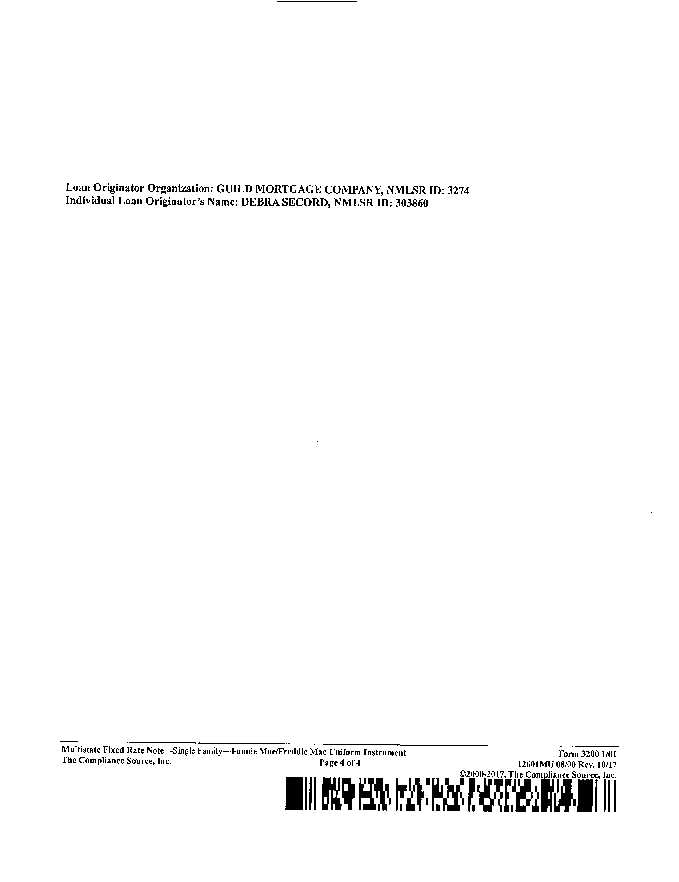 Loan Originator Organization: GUILD MORTGAGE COMPANY, NMLSR ID: 3274
Individual Loan Originator's Name: DEBRA SECORD, NMLSR ID: 303860
Multistate Fixed Rate Note--Single Family—Fannie Mae/Freddie Mac Uniform Instrument
Form 3200 1/01
The Compliance Source, Inc.
Page 4 of 4
12601MU 08/00 Rev. 10/17
©2000-2017, The Compliance Source, Inc.